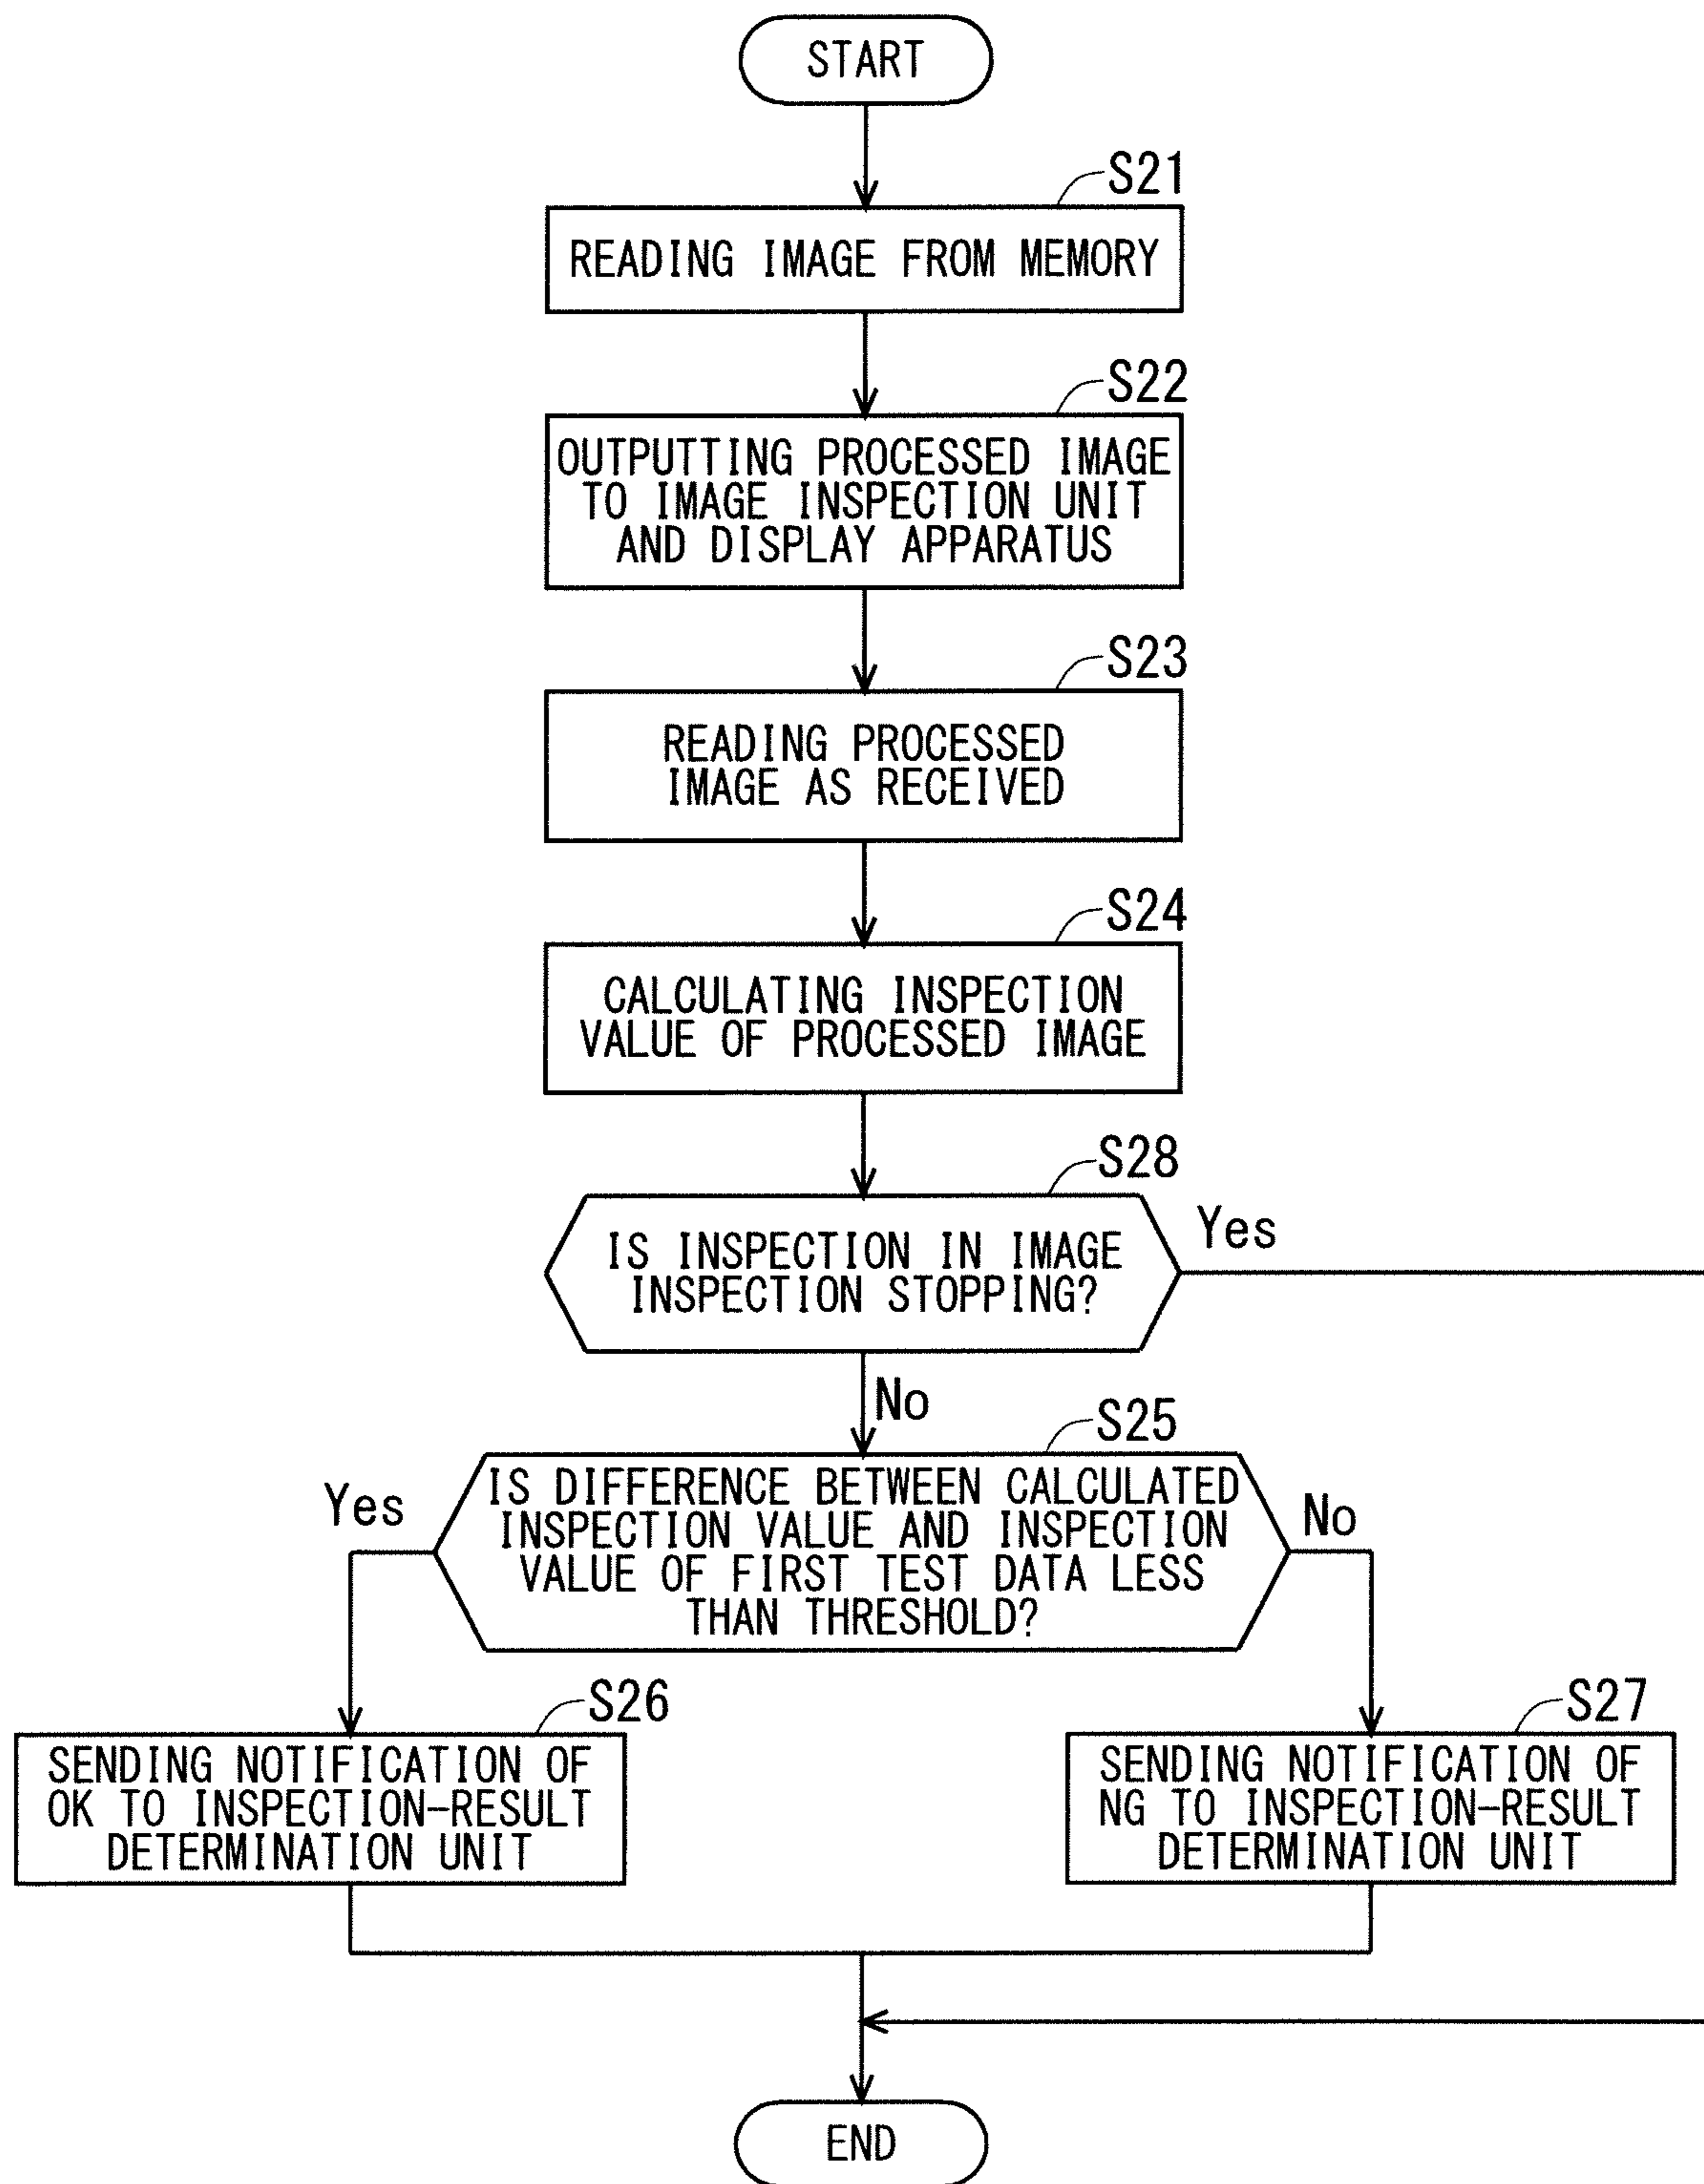 START
S21
READING IMAGE FROM MEMORY
S22
OUTPUTTING PROCESSED IMAGE
TO IMAGE INSPECTION UNIT
AND DISPLAY APPARATUS
S23
READING PROCESSED
IMAGE AS RECEIVED
S24
CALCULATING INSPECTION
VALUE OF PROCESSED IMAGE
S28
IS INSPECTION IN IMAGE
INSPECTION STOPPING?
Yes
No
S25
IS DIFFERENCE BETWEEN CALCULATED
INSPECTION VALUE AND INSPECTION
VALUE OF FIRST TEST DATA LESS
THAN THRESHOLD?
Yes
No
S26
SENDING NOTIFICATION OF
OK TO INSPECTION-RESULT
DETERMINATION UNIT
S27
SENDING NOTIFICATION OF
NG TO INSPECTION-RESULT
DETERMINATION UNIT
END